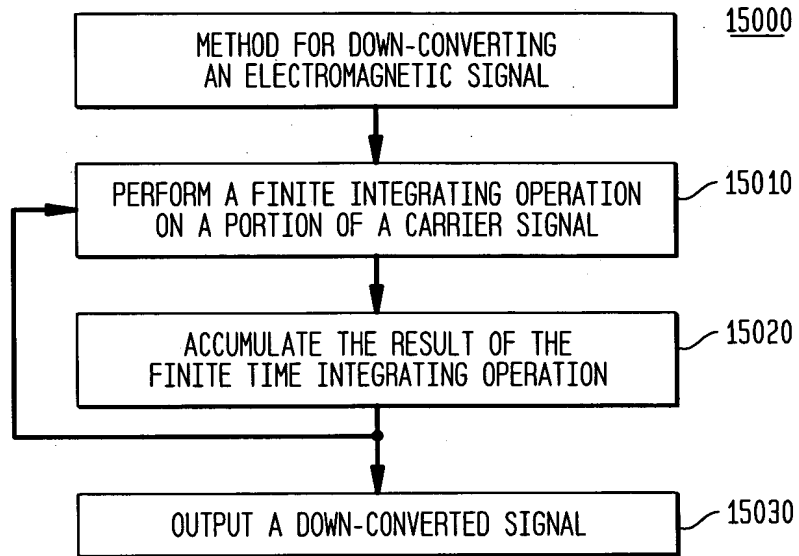 15000
METHOD FOR DOWN-CONVERTING
AN ELECTROMAGNETIC SIGNAL
15010
PERFORM A FINITE INTEGRATING OPERATION
ON A PORTION OF A CARRIER SIGNAL
15020
ACCUMULATE THE RESULT OF THE
FINITE TIME INTEGRATING OPERATION
15030
OUTPUT A DOWN-CONVERTED SIGNAL